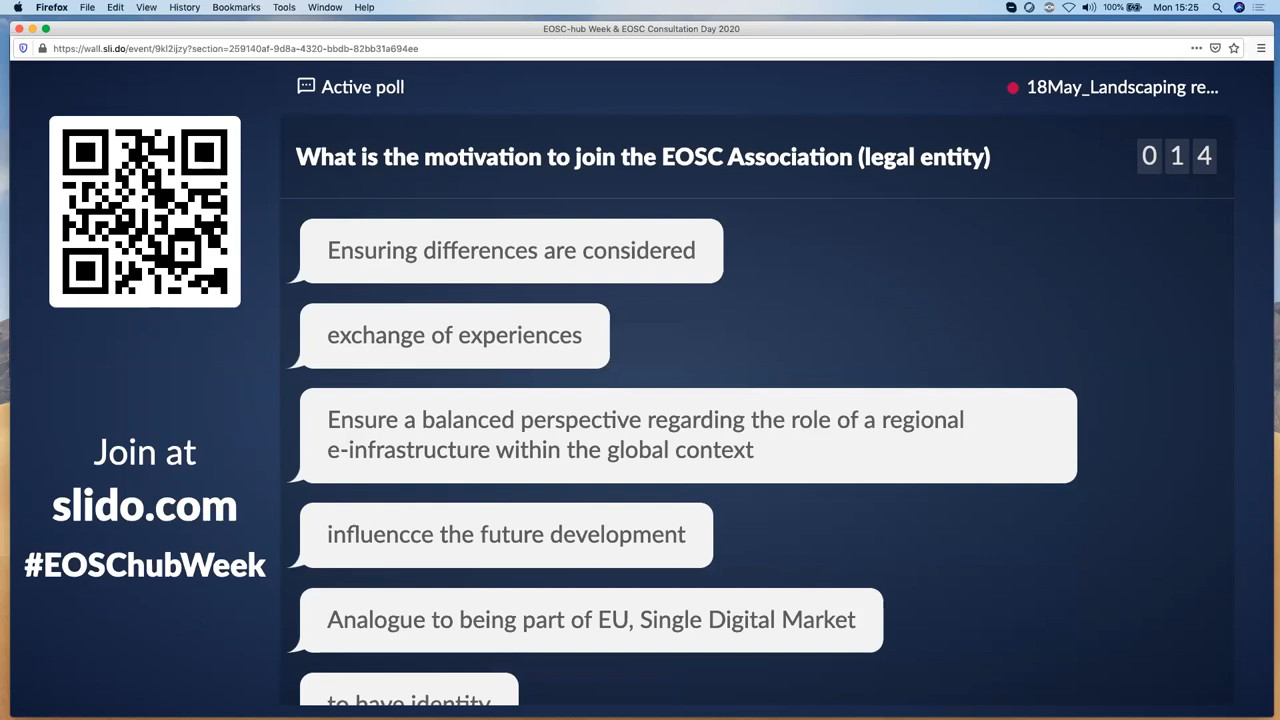 Firefox File Edit View History Bookmarks Tools Window Help 100% Mon 15:25
EOSC-hub Week & EOSC Consultation Day 2020
https://wall.sli.do/event/9kl2ijzy?section=259140af-9d8a-4320-bbdb-82bb31a694ee
Active poll
18May_Landscaping re...
What is the motivation to join the EOSC Association (legal entity)
0 1 4
Ensuring differences are considered
exchange of experiences
Ensure a balanced perspective regarding the role of a regional
e-infrastructure within the global context
influencce the future development
Analogue to being part of EU, Single Digital Market
to have identity
Join at
slido.com
#EOSChubWeek